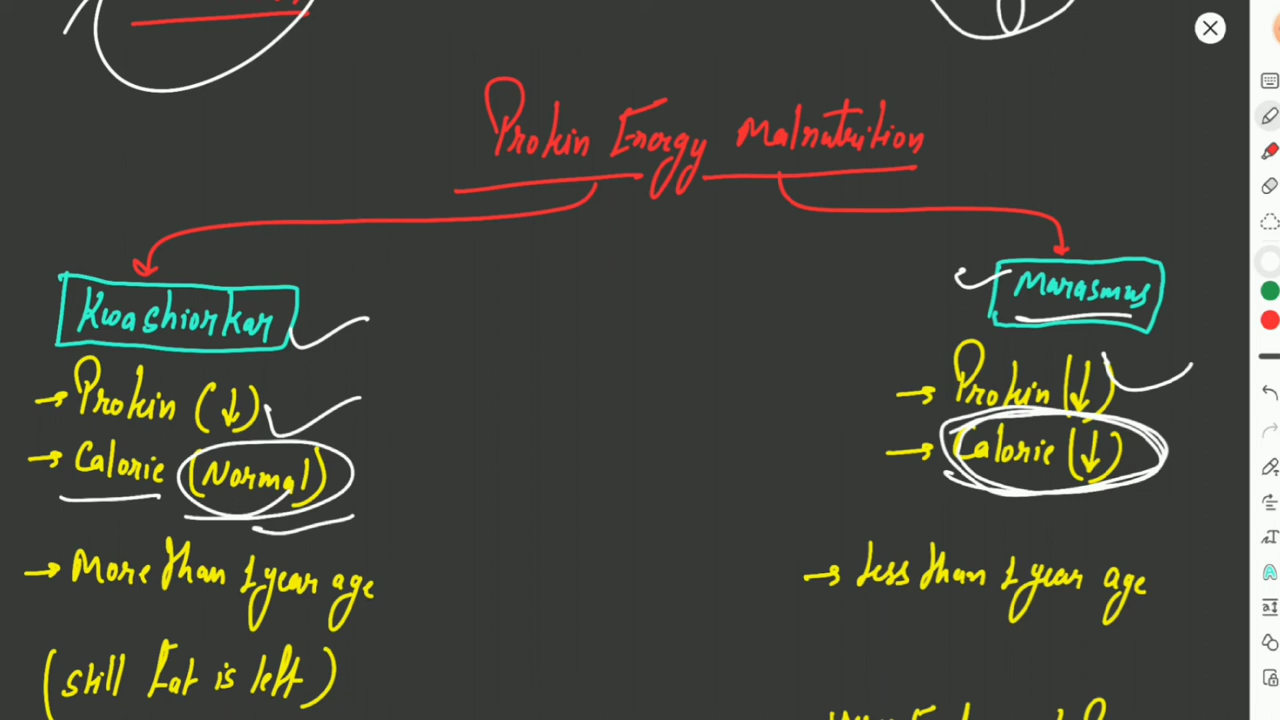 Protein Energy Malnutrition
Kwashiorkar
→ Protein (↓)
→ Calorie (Normal)
→ More than 1 year age
(still Fat is left)
Marasmus
→ Protein (↓)
→ Calorie (↓)
→ Less than 1 year age